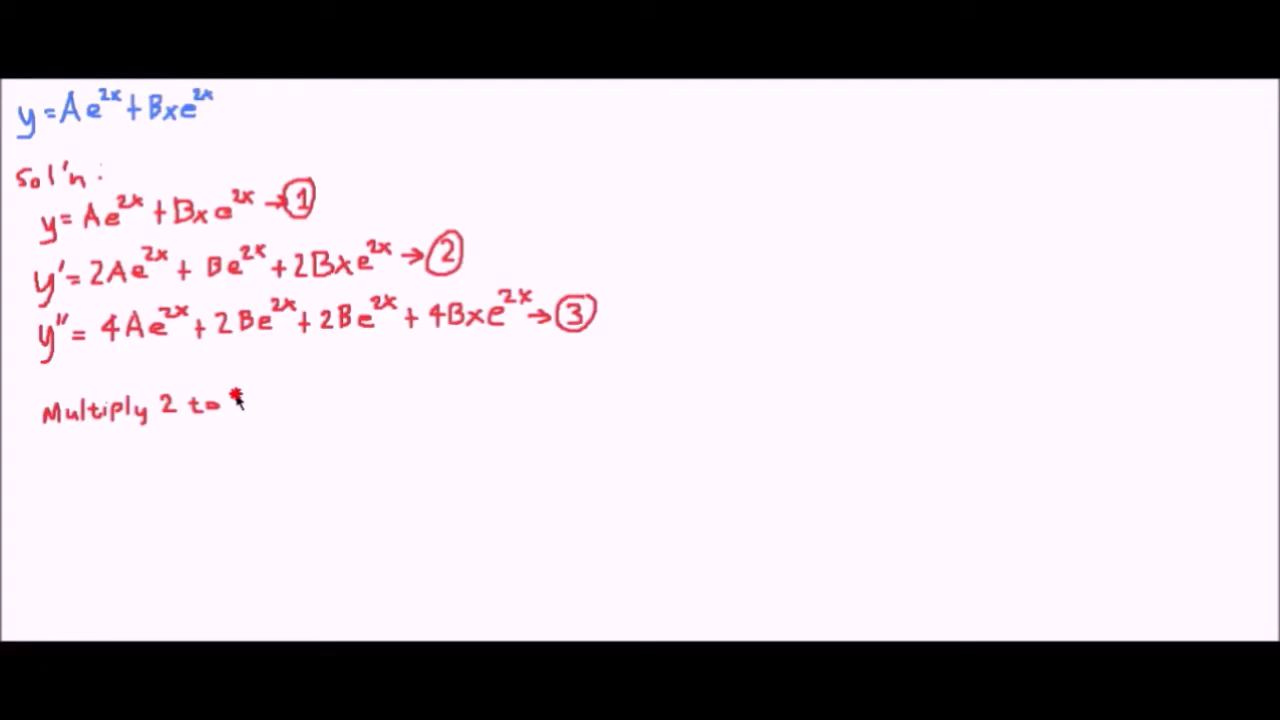 y = Ae^{2x} + Bxe^{2x}
Sol'n :
y = Ae^{2x} + Bxe^{2x} → ①
y' = 2Ae^{2x} + Be^{2x} + 2Bxe^{2x} → ②
y'' = 4Ae^{2x} + 2Be^{2x} + 2Be^{2x} + 4Bxe^{2x} → ③
Multiply 2 to